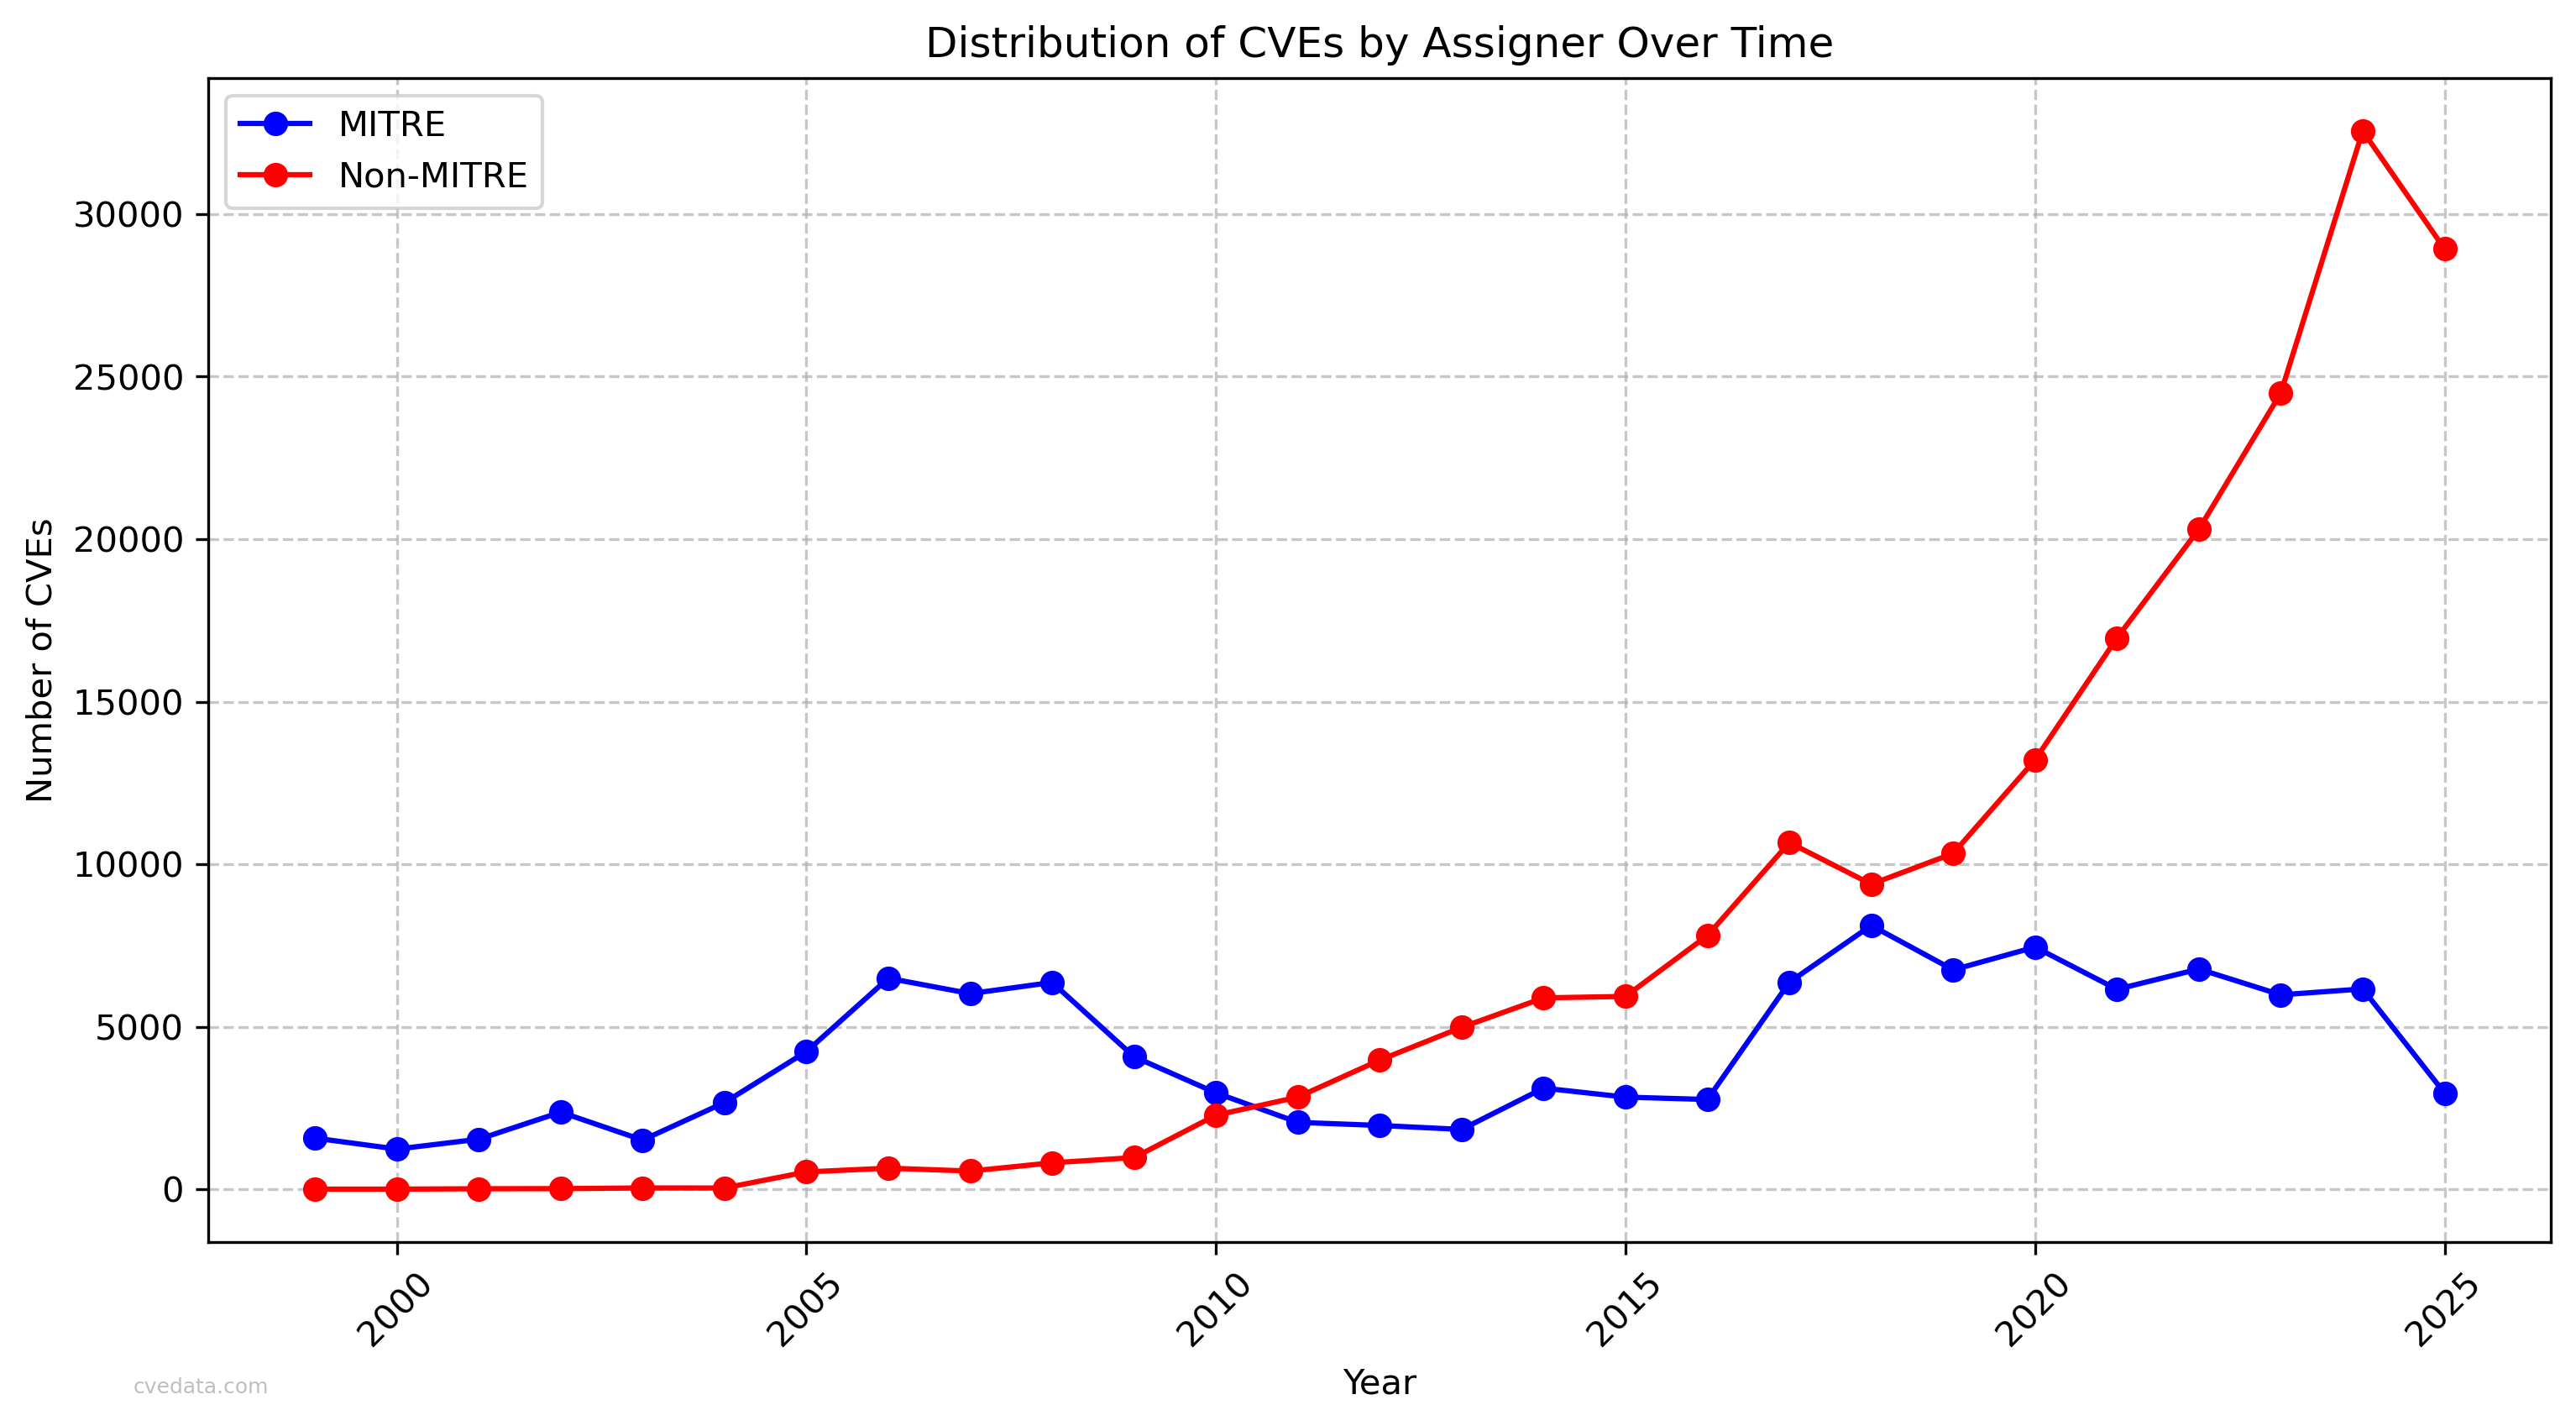 Distribution of CVEs by Assigner Over Time
MITRE
Non-MITRE
30000
25000
20000
15000
10000
5000
0
Number of CVEs
2000
2005
2010
2015
2020
2025
Year
cvedata.com